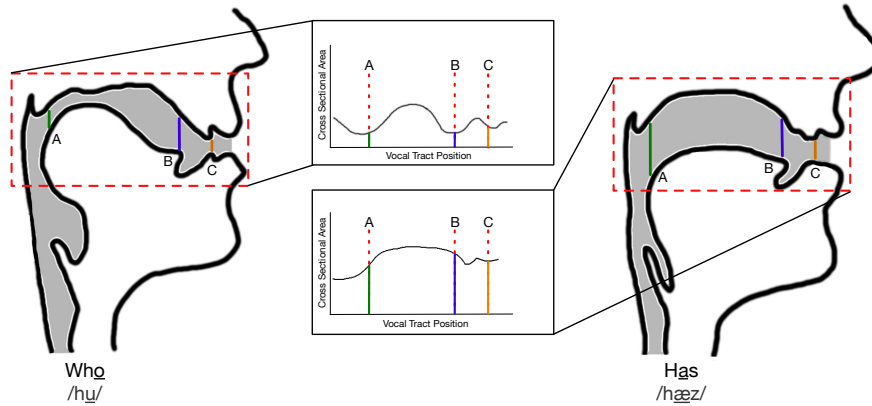 A
B
C
Who
/hu/
Cross Sectional Area
A
B
C
Vocal Tract Position
Cross Sectional Area
A
B
C
Vocal Tract Position
A
B
C
Has
/hæz/